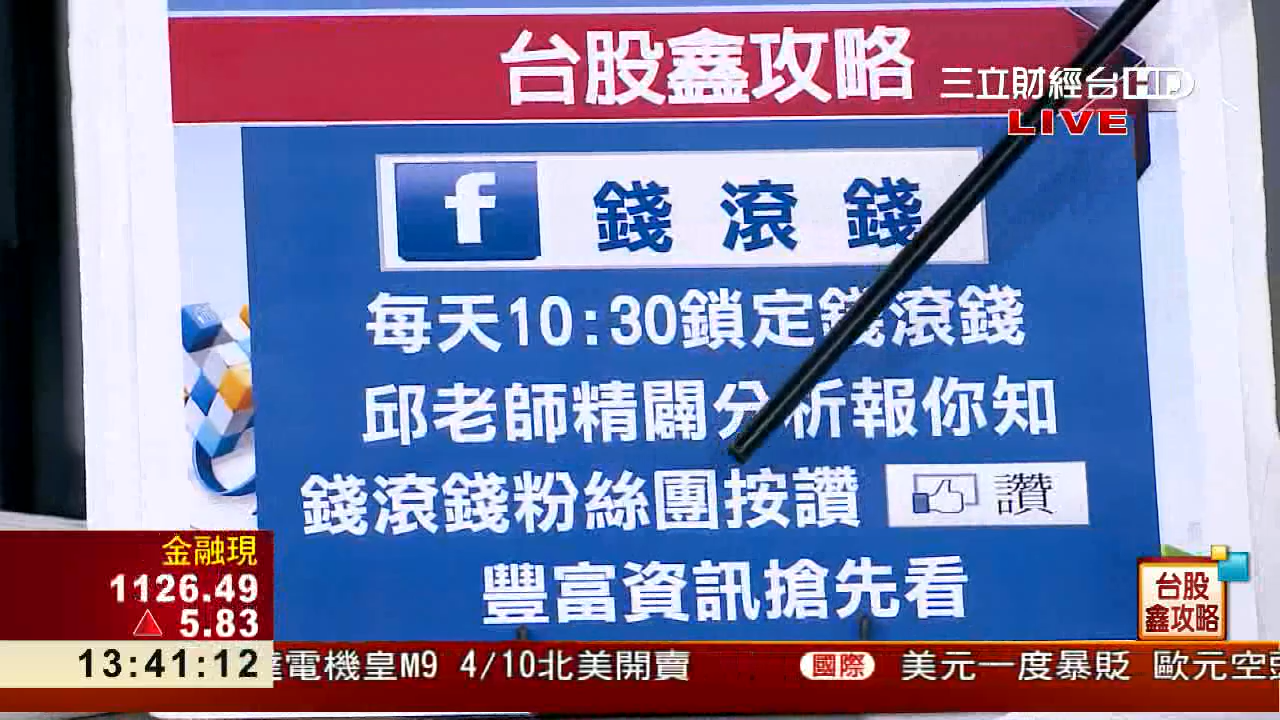 台股鑫攻略
三立財經台HD
LIVE
f 錢滾錢
每天10:30鎖定錢滾錢
邱老師精闢分析報你知
錢滾錢粉絲團按讚 讚
豐富資訊搶先看
金融現
1126.49
▲ 5.83
台股
鑫攻略
13:41:12
電機皇M9 4/10北美開賣 國際 美元一度暴貶 歐元空